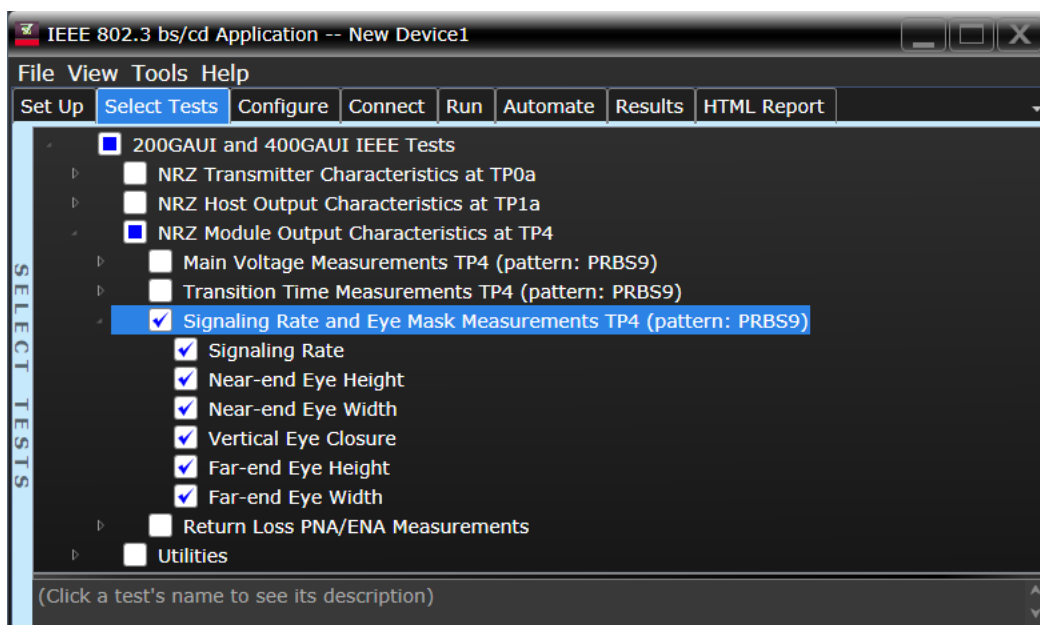 IEEE 802.3 bs/cd Application -- New Device1
File View Tools Help
Set Up Select Tests Configure Connect Run Automate Results HTML Report
SELECT TESTS
200GAUI and 400GAUI IEEE Tests
NRZ Transmitter Characteristics at TP0a
NRZ Host Output Characteristics at TP1a
NRZ Module Output Characteristics at TP4
Main Voltage Measurements TP4 (pattern: PRBS9)
Transition Time Measurements TP4 (pattern: PRBS9)
Signaling Rate and Eye Mask Measurements TP4 (pattern: PRBS9)
Signaling Rate
Near-end Eye Height
Near-end Eye Width
Vertical Eye Closure
Far-end Eye Height
Far-end Eye Width
Return Loss PNA/ENA Measurements
Utilities
(Click a test's name to see its description)